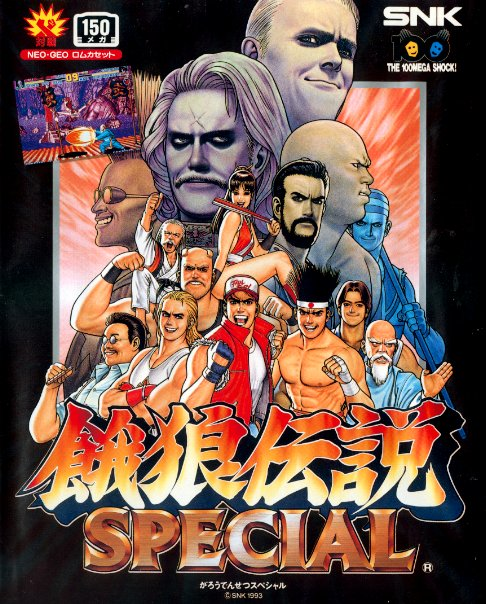 SNK
150
メガ
NEO・GEO ロムカセット
100
THE 100MEGA SHOCK!
09
餓狼伝説
SPECIAL
®
がろうでんせつスペシャル
©SNK 1993